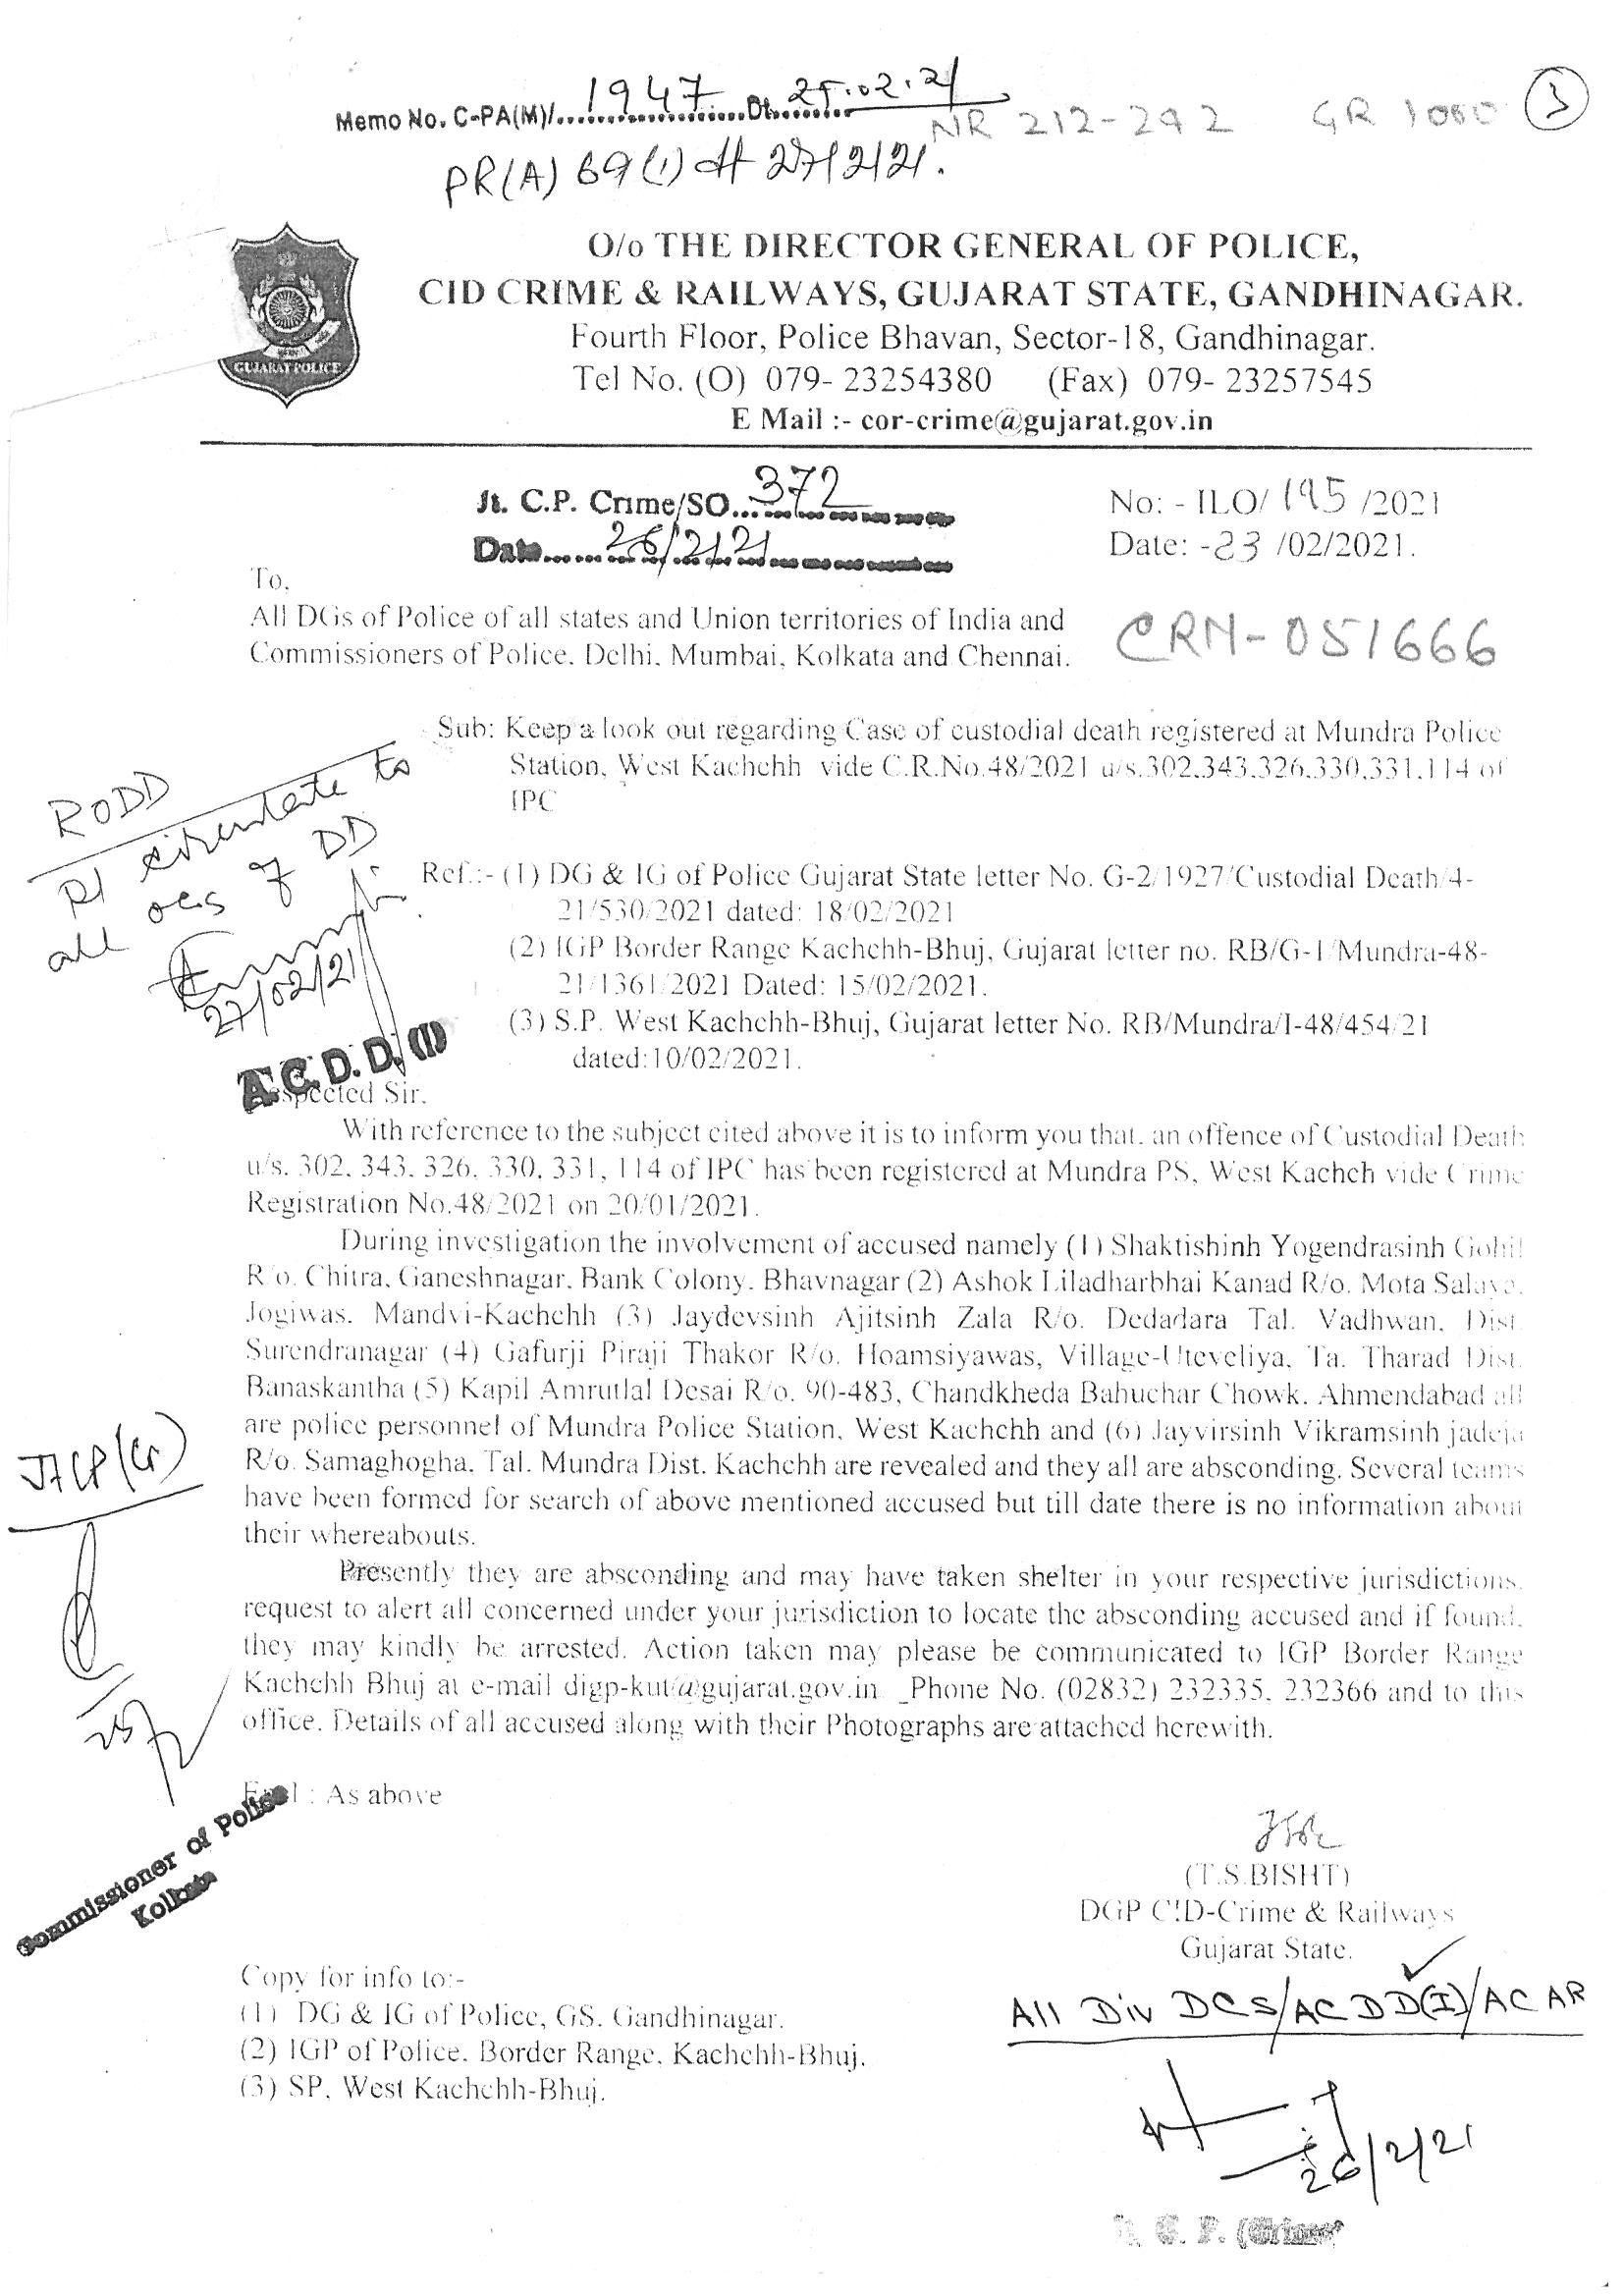 Memo No. C-PA(M)/...1947...Dt. 25.02.21
NR 212-292 GR 1080 3
PR(A) 69(1) dt 27/2/21.
GUJARAT POLICE
O/o THE DIRECTOR GENERAL OF POLICE,
CID CRIME & RAILWAYS, GUJARAT STATE, GANDHINAGAR.
Fourth Floor, Police Bhavan, Sector-18, Gandhinagar.
Tel No. (O) 079- 23254380 (Fax) 079- 23257545
E Mail :- cor-crime@gujarat.gov.in
Jt. C.P. Crime/SO...372
Date......26/2/21
No: - ILO/ 195 /2021
Date: -23 /02/2021.
To,
All DGs of Police of all states and Union territories of India and
Commissioners of Police, Delhi, Mumbai, Kolkata and Chennai.
CRM-051666
Sub: Keep a look out regarding Case of custodial death registered at Mundra Police
Station, West Kachchh vide C.R.No.48/2021 u/s.302,343,326,330,331,114 of
IPC
RODD
Pl circulate to
all ocs of DD
27/02/21
A.C.D.D.(I)
Ref.:- (1) DG & IG of Police Gujarat State letter No. G-2/1927/Custodial Death/4-
21/530/2021 dated: 18/02/2021
(2) IGP Border Range Kachchh-Bhuj, Gujarat letter no. RB/G-1/Mundra-48-
21/1361/2021 Dated: 15/02/2021.
(3) S.P. West Kachchh-Bhuj, Gujarat letter No. RB/Mundra/I-48/454/21
dated:10/02/2021.
Respected Sir,
With reference to the subject cited above it is to inform you that, an offence of Custodial Death
u/s. 302, 343, 326, 330, 331, 114 of IPC has been registered at Mundra PS, West Kachch vide Crime
Registration No.48/2021 on 20/01/2021.
During investigation the involvement of accused namely (1) Shaktishinh Yogendrasinh Gohil
R/o. Chitra, Ganeshnagar, Bank Colony, Bhavnagar (2) Ashok Liladharbhai Kanad R/o. Mota Salaya,
Jogiwas, Mandvi-Kachchh (3) Jaydevsinh Ajitsinh Zala R/o. Dedadara Tal. Vadhwan, Dist.
Surendranagar (4) Gafurji Piraji Thakor R/o. Hoamsiyawas, Village-Uteveliya, Ta. Tharad Dist.
Banaskantha (5) Kapil Amrutlal Desai R/o. 90-483, Chandkheda Bahuchar Chowk, Ahmendabad all
are police personnel of Mundra Police Station, West Kachchh and (6) Jayvirsinh Vikramsinh jadeja
R/o. Samaghogha, Tal. Mundra Dist. Kachchh are revealed and they all are absconding. Several teams
have been formed for search of above mentioned accused but till date there is no information about
their whereabouts.
Jt CP (Cr)
25/2
Presently they are absconding and may have taken shelter in your respective jurisdictions,
request to alert all concerned under your jurisdiction to locate the absconding accused and if found,
they may kindly be arrested. Action taken may please be communicated to IGP Border Range
Kachchh Bhuj at e-mail digp-kut@gujarat.gov.in Phone No. (02832) 232335, 232366 and to this
office. Details of all accused along with their Photographs are attached herewith.
Encl : As above
Commissioner of Police
Kolkata
(T.S.BISHT)
DGP CID-Crime & Railways
Gujarat State.
All Div DCs/ACDD(I)/ACAR
Copy for info to:-
(1) DG & IG of Police, GS, Gandhinagar.
(2) IGP of Police, Border Range, Kachchh-Bhuj.
(3) SP, West Kachchh-Bhuj.
26/2/21
C. P. (Crime)